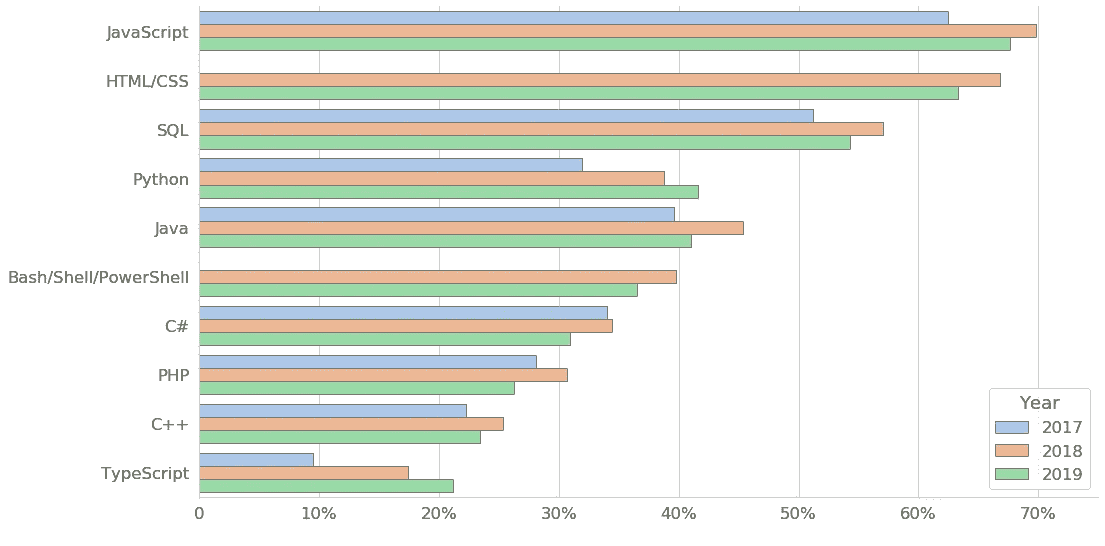 JavaScript
HTML/CSS
SQL
Python
Java
Bash/Shell/PowerShell
C#
PHP
C++
TypeScript
0 10% 20% 30% 40% 50% 60% 70%
Year
2017
2018
2019